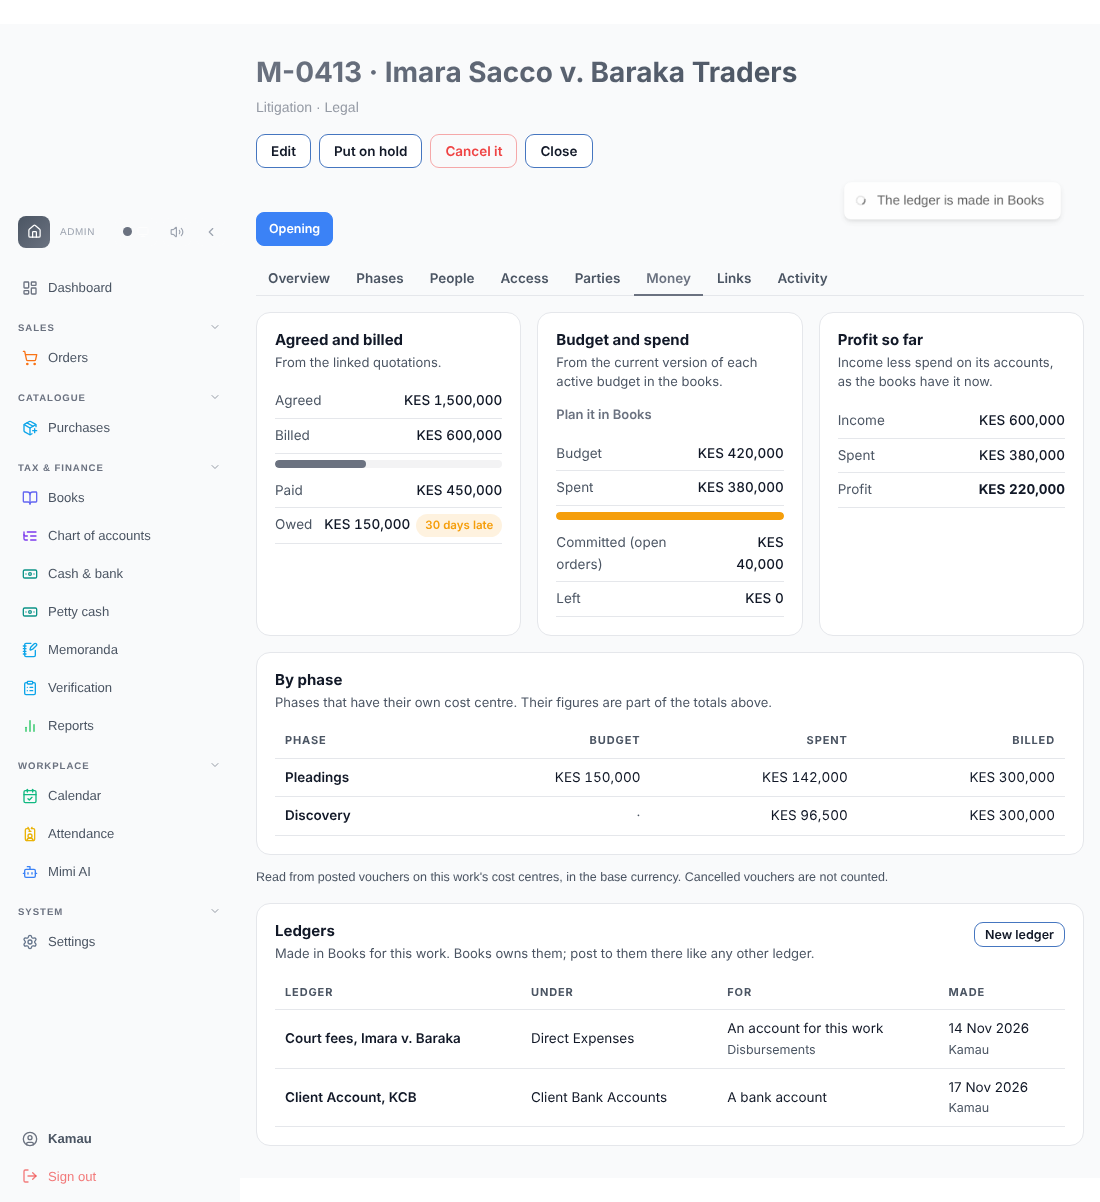 M-0413 · Imara Sacco v. Baraka Traders
Litigation · Legal
Edit
Put on hold
Cancel it
Close
The ledger is made in Books
Opening
ADMIN
Dashboard
SALES
Orders
CATALOGUE
Purchases
TAX & FINANCE
Books
Chart of accounts
Cash & bank
Petty cash
Memoranda
Verification
Reports
WORKPLACE
Calendar
Attendance
Mimi AI
SYSTEM
Settings
Kamau
Sign out
Overview
Phases
People
Access
Parties
Money
Links
Activity
Agreed and billed
From the linked quotations.
Agreed KES 1,500,000
Billed KES 600,000
Paid KES 450,000
Owed KES 150,000 30 days late
Budget and spend
From the current version of each
active budget in the books.
Plan it in Books
Budget KES 420,000
Spent KES 380,000
Committed (open KES
orders) 40,000
Left KES 0
Profit so far
Income less spend on its accounts,
as the books have it now.
Income KES 600,000
Spent KES 380,000
Profit KES 220,000
By phase
Phases that have their own cost centre. Their figures are part of the totals above.
PHASE BUDGET SPENT BILLED
Pleadings KES 150,000 KES 142,000 KES 300,000
Discovery · KES 96,500 KES 300,000
Read from posted vouchers on this work's cost centres, in the base currency. Cancelled vouchers are not counted.
Ledgers
New ledger
Made in Books for this work. Books owns them; post to them there like any other ledger.
LEDGER UNDER FOR MADE
Court fees, Imara v. Baraka Direct Expenses An account for this work 14 Nov 2026
Disbursements Kamau
Client Account, KCB Client Bank Accounts A bank account 17 Nov 2026
Kamau